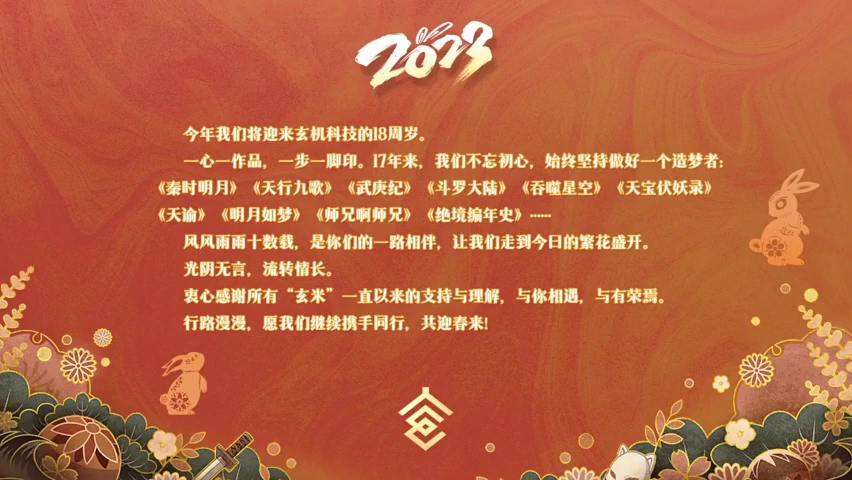 2023
今年我们将迎来玄机科技的18周岁。
一心一作品，一步一脚印。17年来，我们不忘初心，始终坚持做好一个造梦者：
《秦时明月》《天行九歌》《武庚纪》《斗罗大陆》《吞噬星空》《天宝伏妖录》
《天谕》《明月如梦》《师兄啊师兄》《绝境编年史》……
风风雨雨十数载，是你们的一路相伴，让我们走到今日的繁花盛开。
光阴无言，流转情长。
衷心感谢所有“玄米”一直以来的支持与理解，与你相遇，与有荣焉。
行路漫漫，愿我们继续携手同行，共迎春来！